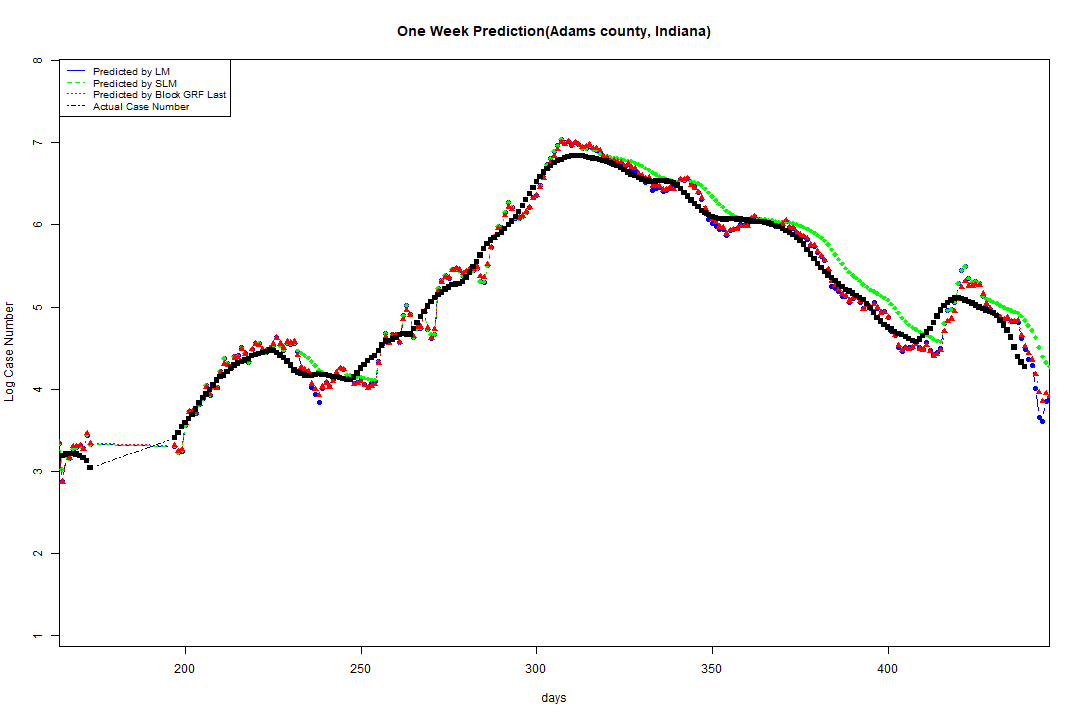 One Week Prediction(Adams county, Indiana)
Predicted by LM
Predicted by SLM
Predicted by Block GRF Last
Actual Case Number
8
7
6
5
4
3
2
1
Log Case Number
200 250 300 350 400
days